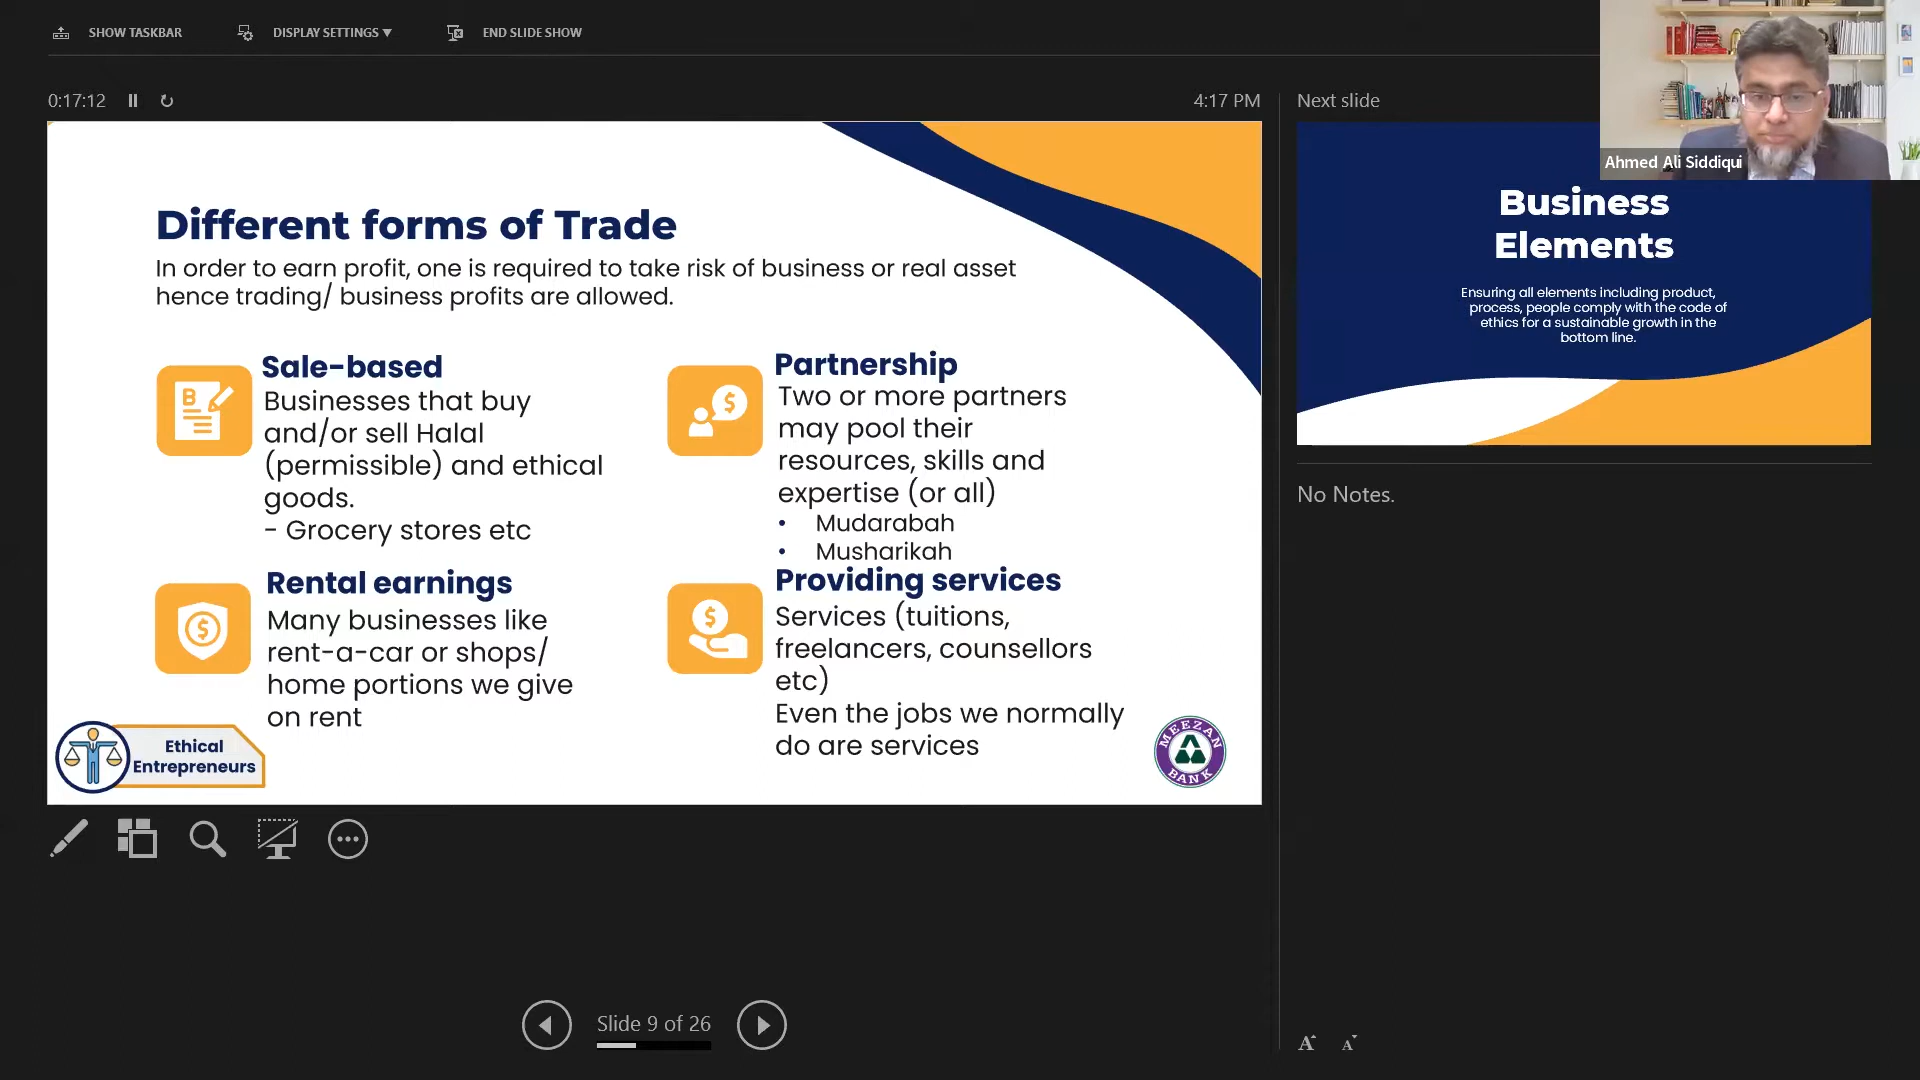 SHOW TASKBAR
DISPLAY SETTINGS ▾
END SLIDE SHOW
0:17:12
4:17 PM
Different forms of Trade
In order to earn profit, one is required to take risk of business or real asset
hence trading/ business profits are allowed.
B
Sale-based
Businesses that buy
and/or sell Halal
(permissible) and ethical
goods.
- Grocery stores etc
$
Partnership
Two or more partners
may pool their
resources, skills and
expertise (or all)
• Mudarabah
• Musharikah
$
Rental earnings
Many businesses like
rent-a-car or shops/
home portions we give
on rent
$
Providing services
Services (tuitions,
freelancers, counsellors
etc)
Even the jobs we normally
do are services
Ethical
Entrepreneurs
MEEZAN
BANK
Slide 9 of 26
Next slide
Ahmed Ali Siddiqui
Business
Elements
Ensuring all elements including product,
process, people comply with the code of
ethics for a sustainable growth in the
bottom line.
No Notes.
A
A